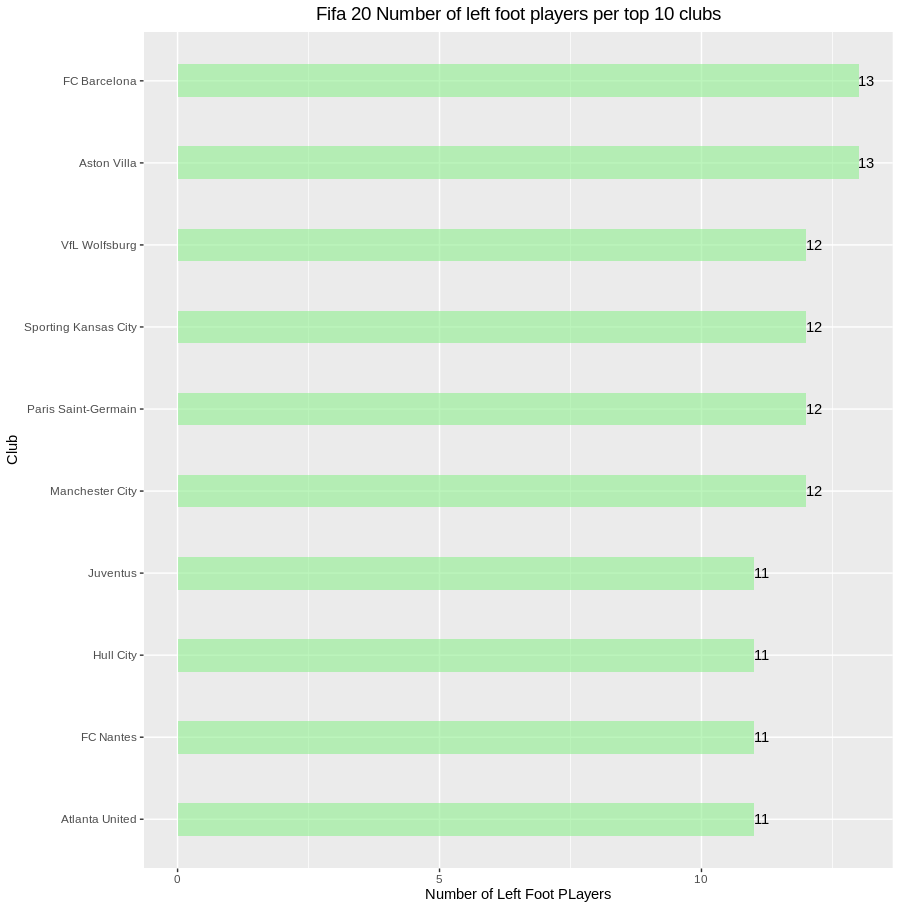 Fifa 20 Number of left foot players per top 10 clubs
Club
FC Barcelona 13
Aston Villa 13
VfL Wolfsburg 12
Sporting Kansas City 12
Paris Saint-Germain 12
Manchester City 12
Juventus 11
Hull City 11
FC Nantes 11
Atlanta United 11
0 5 10
Number of Left Foot PLayers